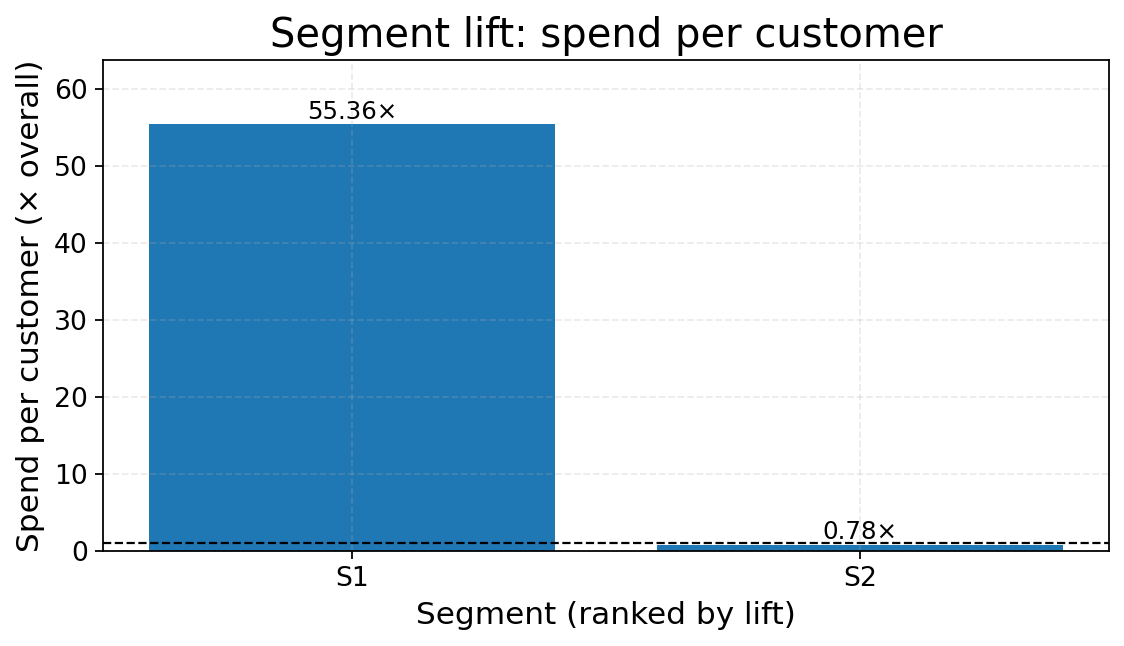 Segment lift: spend per customer
Spend per customer (× overall)
60
50
40
30
20
10
0
55.36×
0.78×
S1
S2
Segment (ranked by lift)